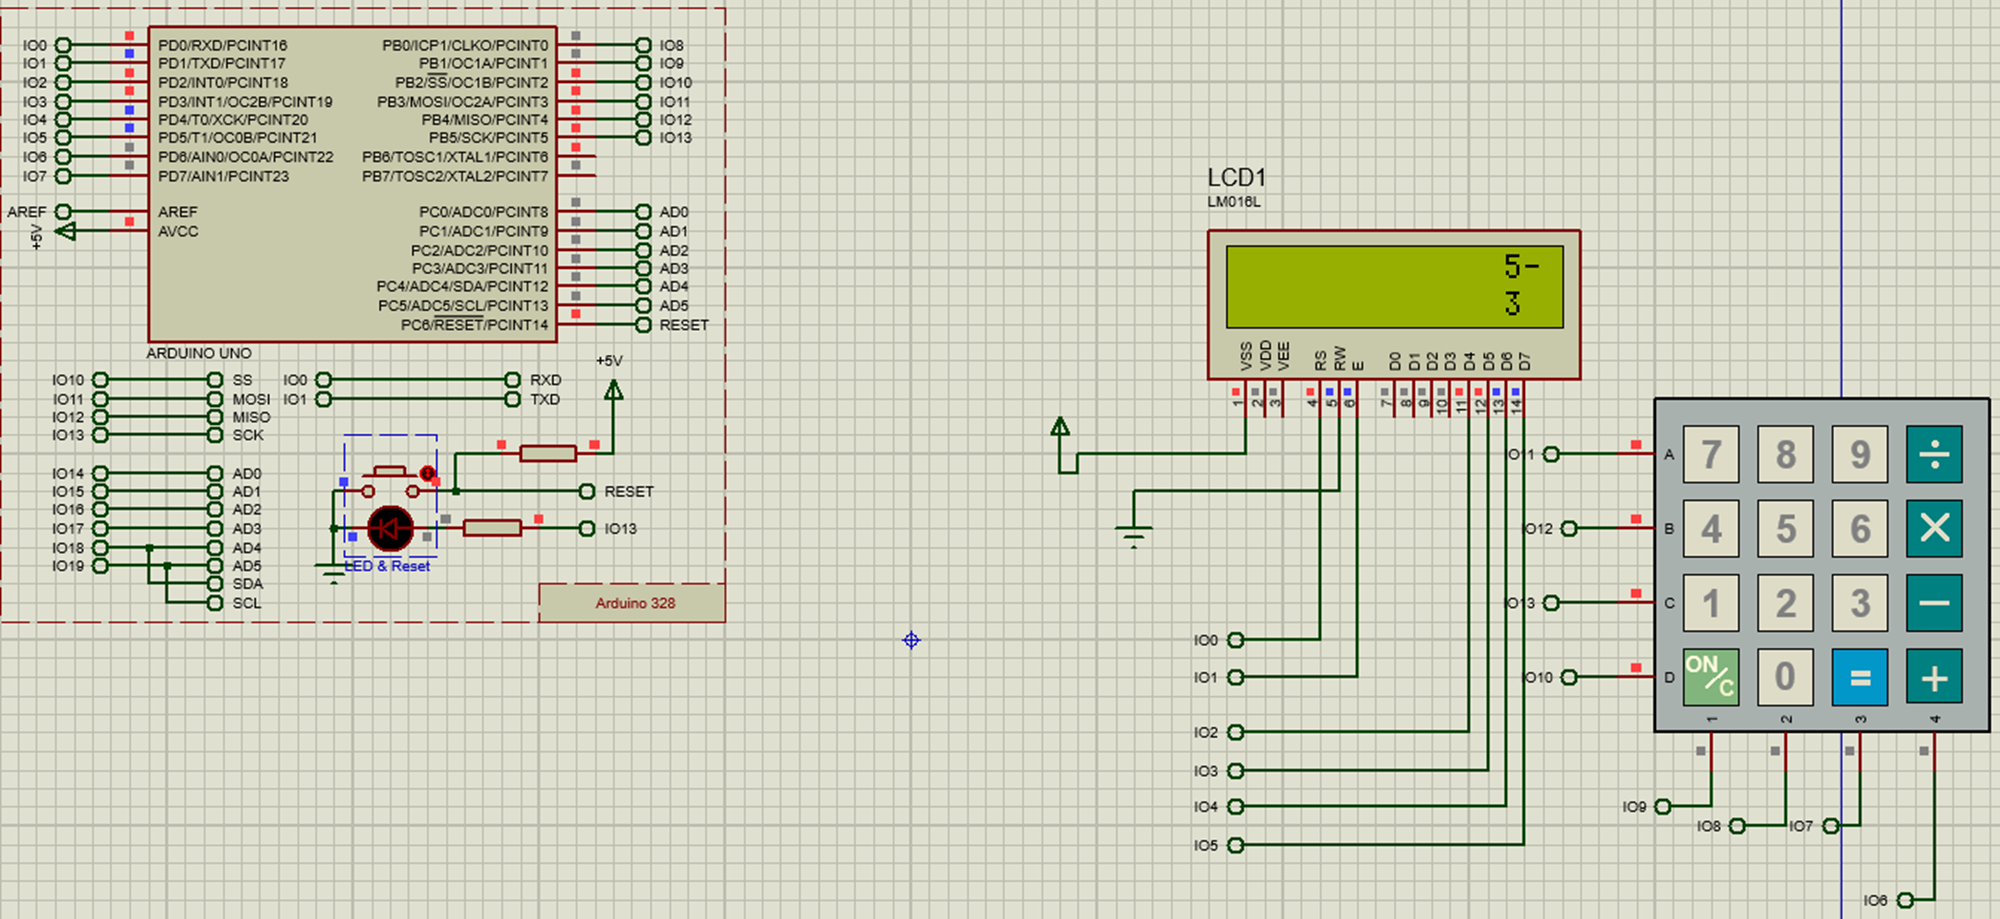 IO0 PD0/RXD/PCINT16 PB0/ICP1/CLKO/PCINT0 IO8
IO1 PD1/TXD/PCINT17 PB1/OC1A/PCINT1 IO9
IO2 PD2/INT0/PCINT18 PB2/SS/OC1B/PCINT2 IO10
IO3 PD3/INT1/OC2B/PCINT19 PB3/MOSI/OC2A/PCINT3 IO11
IO4 PD4/T0/XCK/PCINT20 PB4/MISO/PCINT4 IO12
IO5 PD5/T1/OC0B/PCINT21 PB5/SCK/PCINT5 IO13
IO6 PD6/AIN0/OC0A/PCINT22 PB6/TOSC1/XTAL1/PCINT6
IO7 PD7/AIN1/PCINT23 PB7/TOSC2/XTAL2/PCINT7
AREF AREF PC0/ADC0/PCINT8 AD0
+5V AVCC PC1/ADC1/PCINT9 AD1
PC2/ADC2/PCINT10 AD2
PC3/ADC3/PCINT11 AD3
PC4/ADC4/SDA/PCINT12 AD4
PC5/ADC5/SCL/PCINT13 AD5
PC6/RESET/PCINT14 RESET
ARDUINO UNO
+5V
IO10 SS IO0 RXD
IO11 MOSI IO1 TXD
IO12 MISO
IO13 SCK
IO14 AD0
IO15 AD1
IO16 AD2
IO17 AD3
IO18 AD4
IO19 AD5
SDA
SCL
RESET
IO13
LED & Reset
Arduino 328
LCD1
LM016L
5-
3
VSS VDD VEE RS RW E D0 D1 D2 D3 D4 D5 D6 D7
1 2 3 4 5 6 7 8 9 10 11 12 13 14
IO11 A 7 8 9 ÷
IO12 B 4 5 6 ×
IO13 C 1 2 3 −
IO10 D ON/C 0 = +
1 2 3 4
IO0
IO1
IO2
IO3
IO4
IO5
IO9
IO8
IO7
IO6